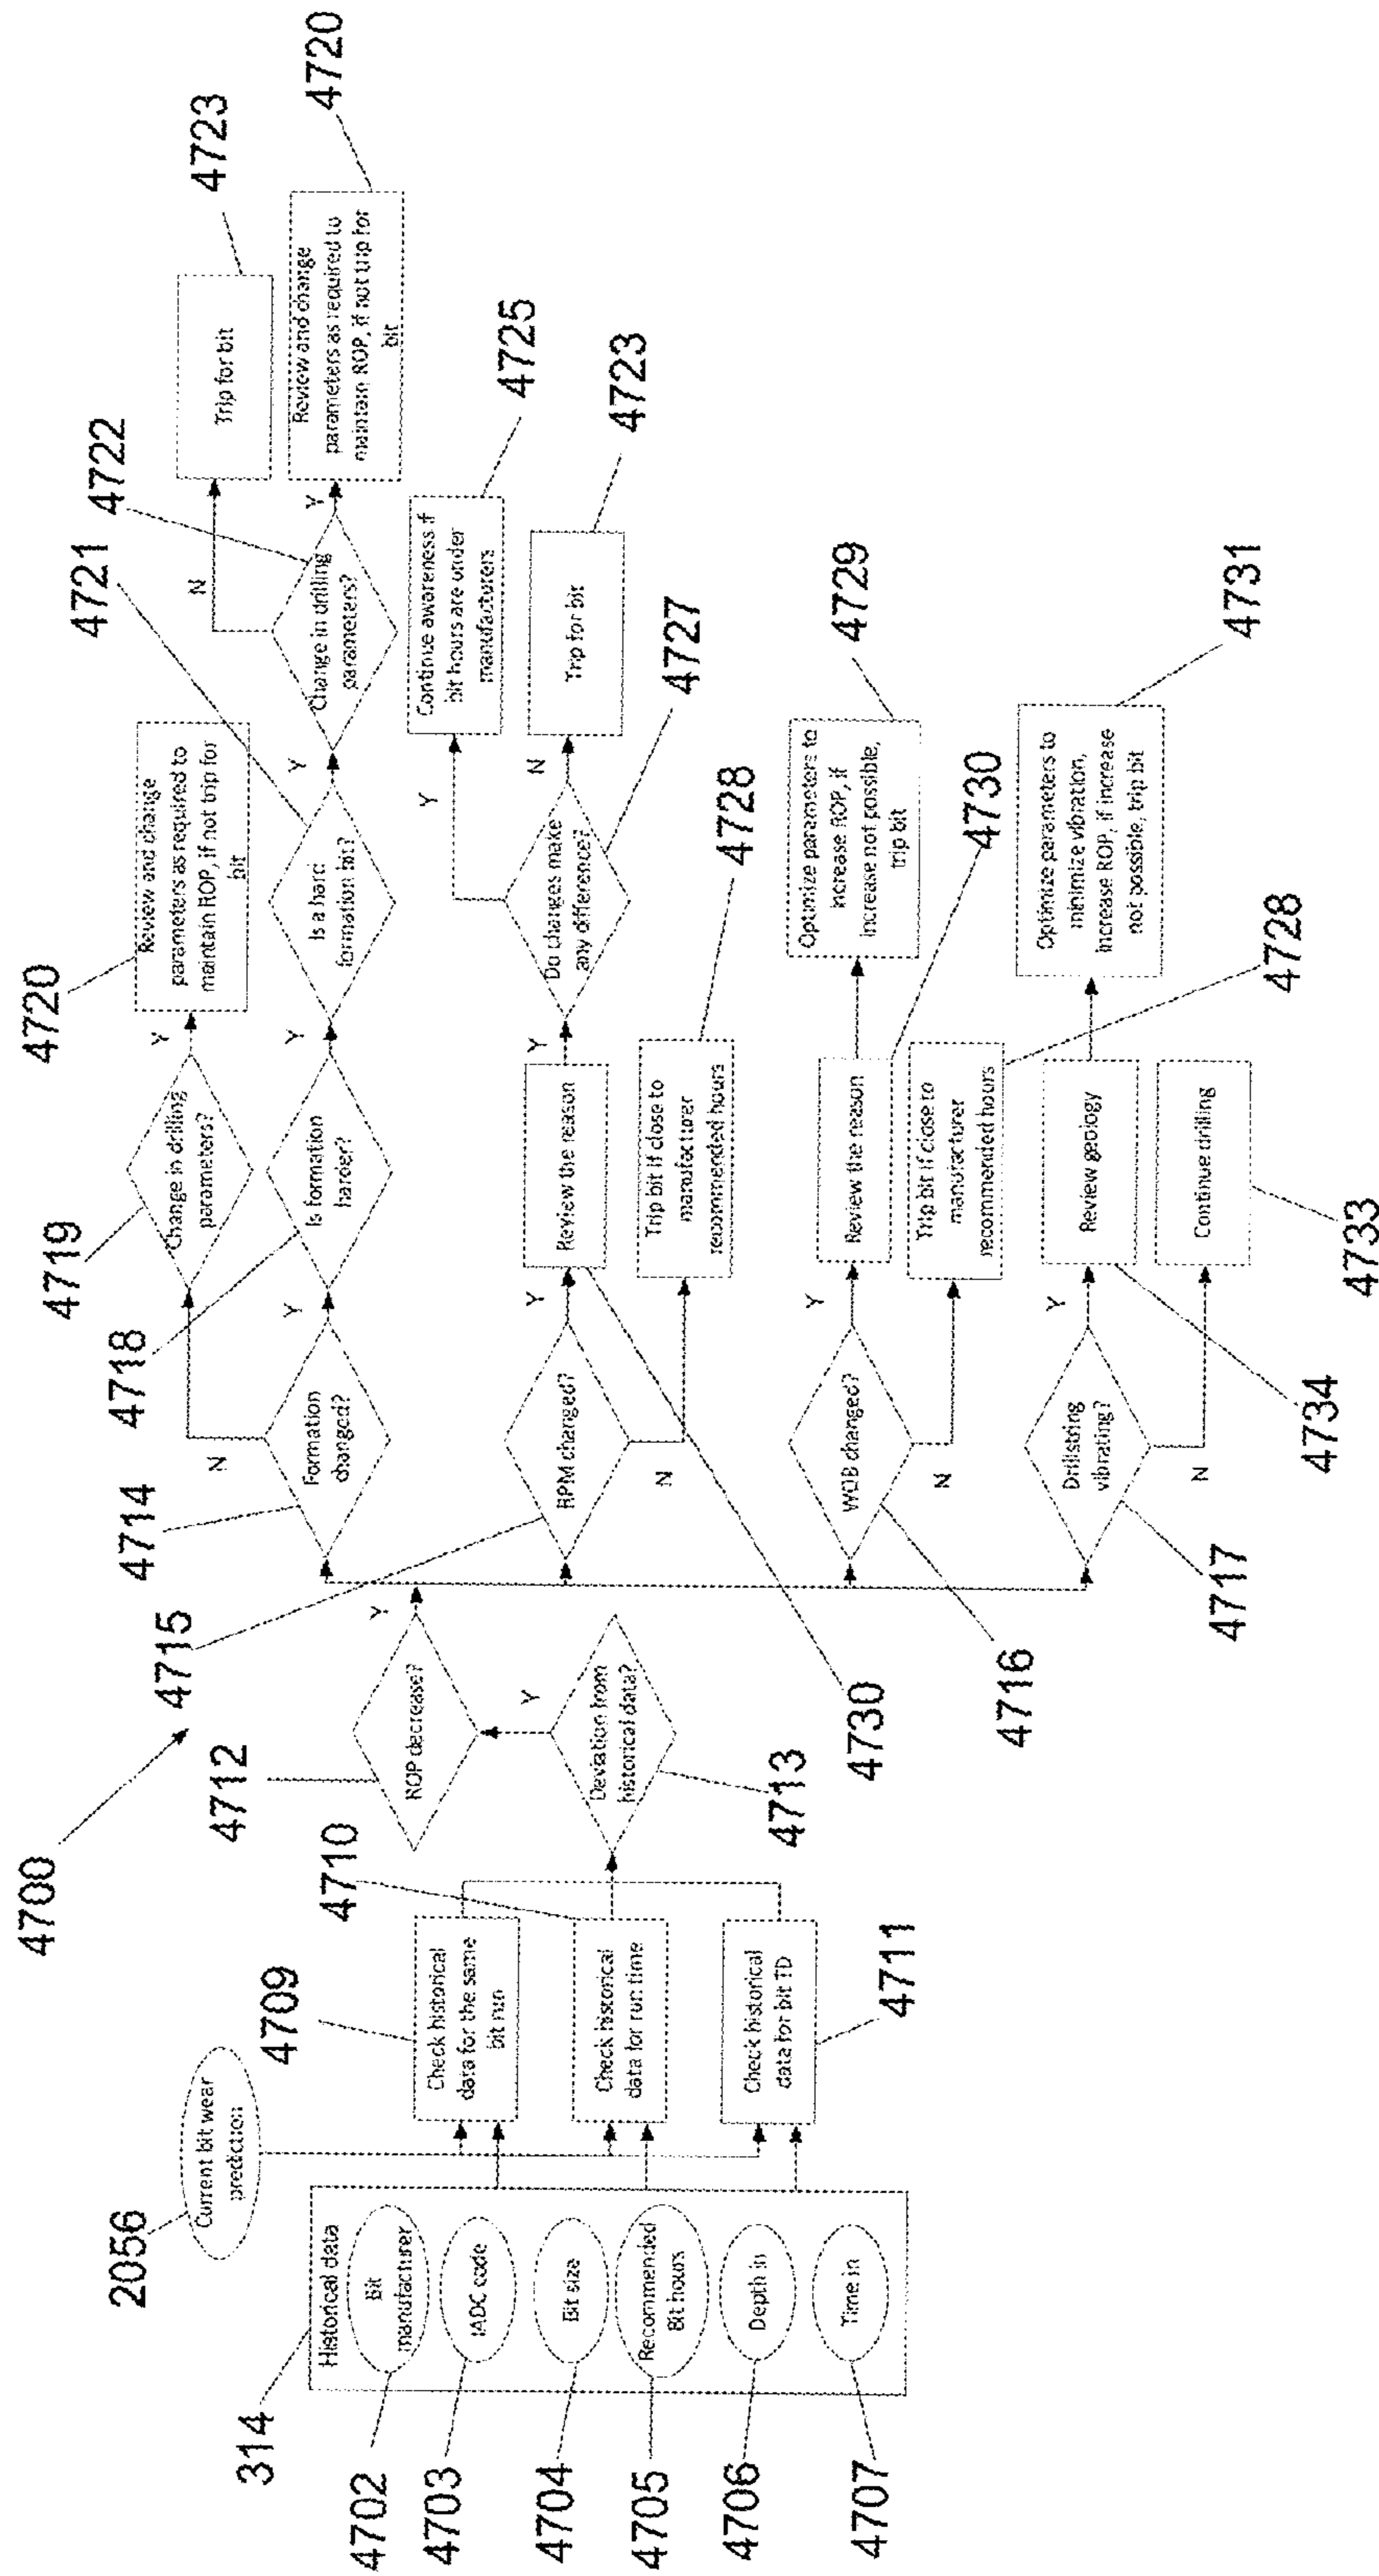 4700
2056
Current bit wear
prediction
314
Historical data
4702
Bit
manufacturer
4703
IADC code
4704
Bit size
4705
Recommended
Bit hours
4706
Depth in
4707
Time in
4709
Check historical
data for the same
bit run
4710
Check historical
data for run time
4711
Check historical
data for bit TD
4712
ROP decrease?
Y
4713
Deviation from
historical data?
Y
4714
Formation
changed?
N
Y
4719
Change in drilling
parameters?
Y
4720
Review and change
parameters as required to
maintain ROP, if not trip for
bit
4718
Is formation
harder?
Y
4721
Is a hard
formation bit?
Y
4722
Change in drilling
parameters?
N
Y
4723
Trip for bit
4720
Review and change
parameters as required to
maintain ROP, if not trip for
bit
4715
RPM changed?
Y
N
4730
Review the reason
Y
4728
Trip bit if close to
manufacturer
recommended hours
4727
Do changes make
any difference?
Y
N
4725
Continue awareness if
bit hours are under
manufacturers
4723
Trip for bit
4716
WOB changed?
Y
N
4730
Review the reason
4729
Optimize parameters to
increase ROP, if
increase not possible,
trip bit
4728
Trip bit if close to
manufacturer
recommended hours
4717
Drillstring
vibrating?
Y
N
4734
Review geology
4731
Optimize parameters to
minimize vibration,
increase ROP, if increase
not possible, trip bit
4733
Continue drilling